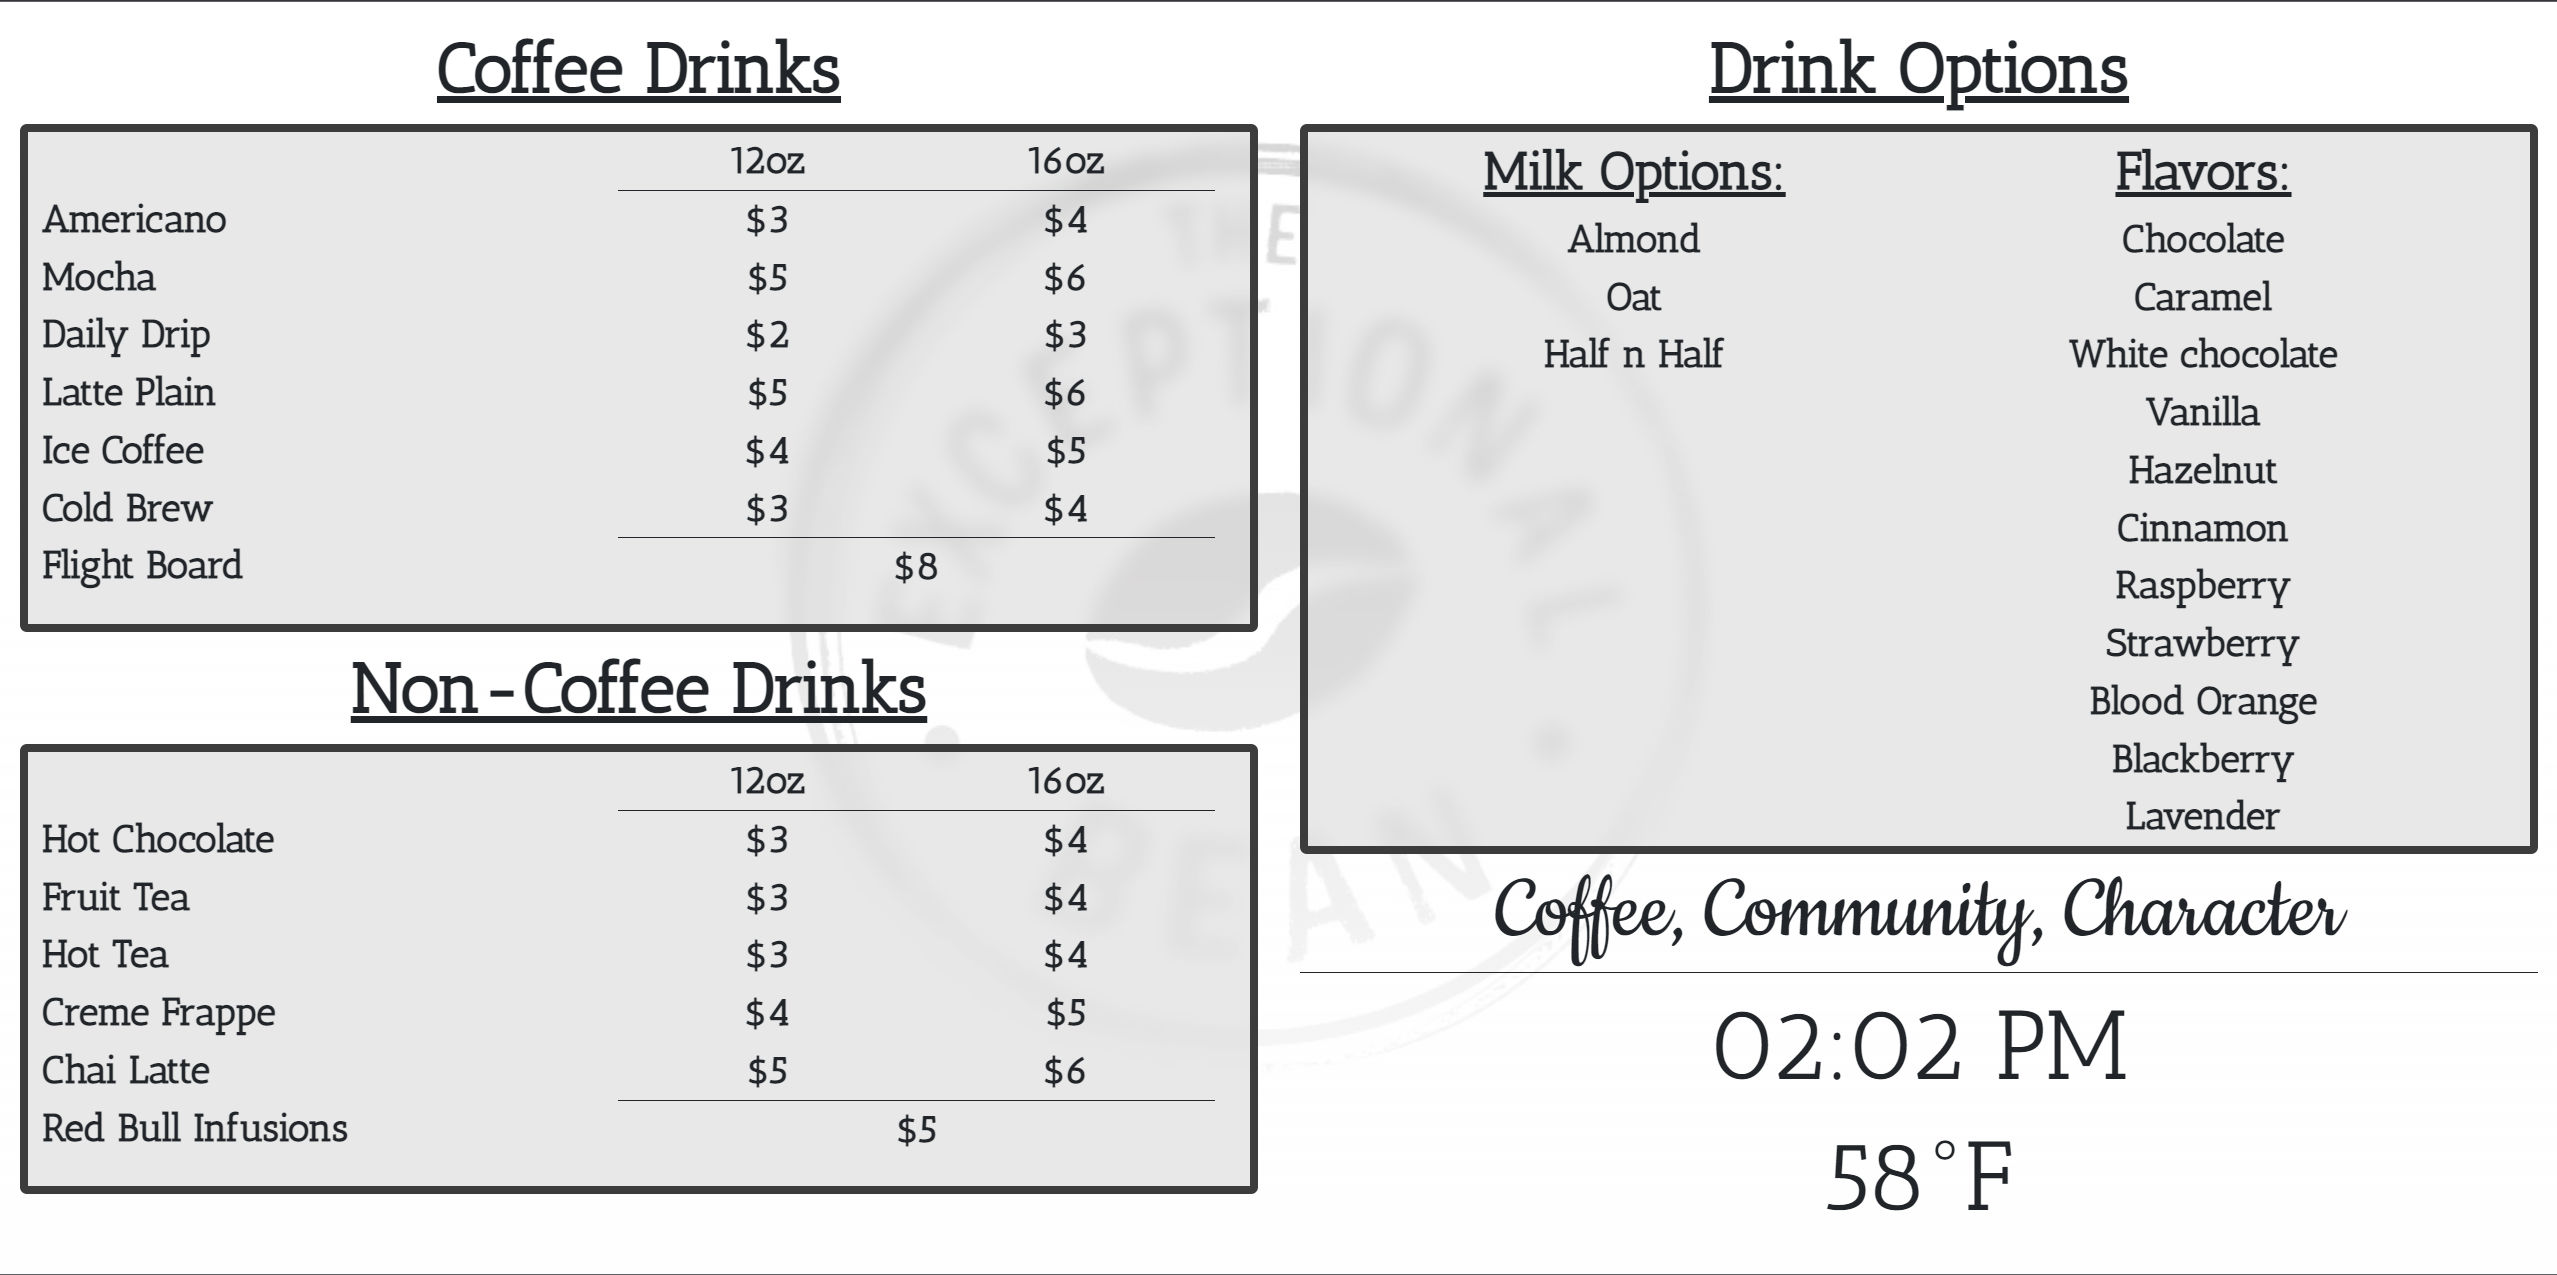 Coffee Drinks
12oz 16oz
Americano $3 $4
Mocha $5 $6
Daily Drip $2 $3
Latte Plain $5 $6
Ice Coffee $4 $5
Cold Brew $3 $4
Flight Board $8
Non-Coffee Drinks
12oz 16oz
Hot Chocolate $3 $4
Fruit Tea $3 $4
Hot Tea $3 $4
Creme Frappe $4 $5
Chai Latte $5 $6
Red Bull Infusions $5
Drink Options
Milk Options:
Almond
Oat
Half n Half
Flavors:
Chocolate
Caramel
White chocolate
Vanilla
Hazelnut
Cinnamon
Raspberry
Strawberry
Blood Orange
Blackberry
Lavender
Coffee, Community, Character
02:02 PM
58°F
THE
EXCEPTIONAL
BEAN